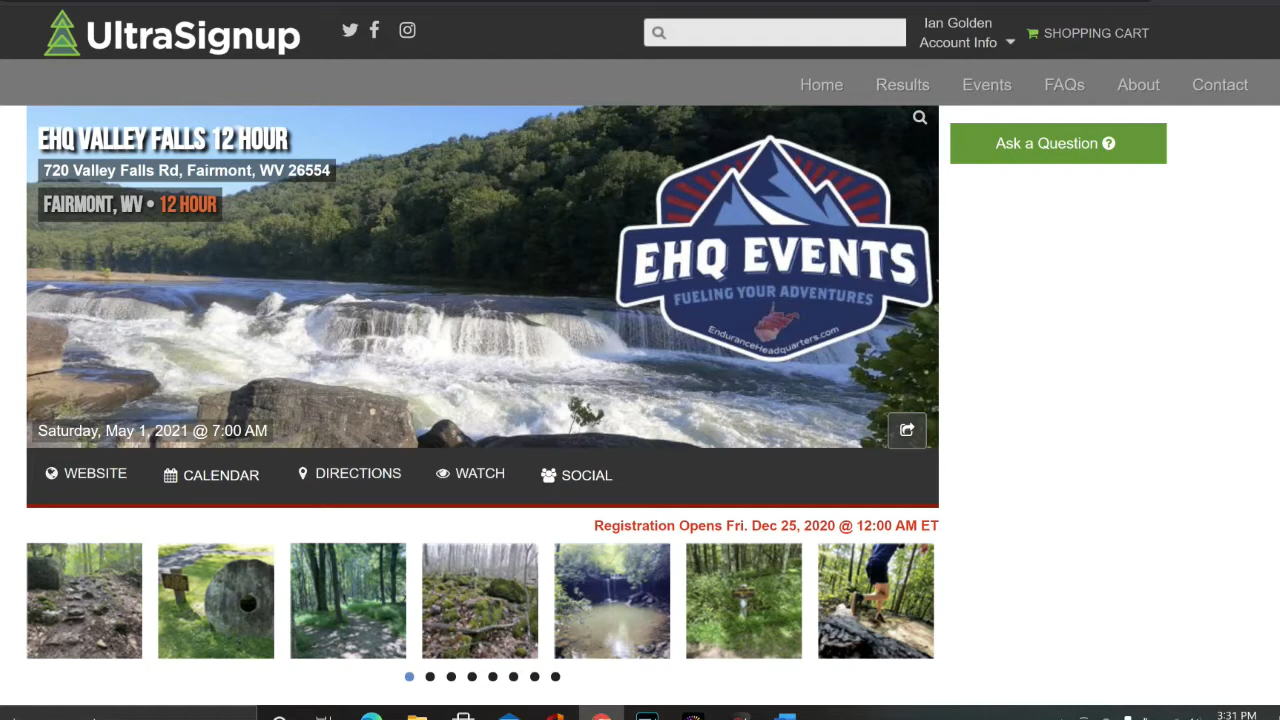 UltraSignup
Ian Golden
Account Info
SHOPPING CART
Home Results Events FAQs About Contact
EHQ VALLEY FALLS 12 HOUR
720 Valley Falls Rd, Fairmont, WV 26554
FAIRMONT, WV • 12 HOUR
EHQ EVENTS
FUELING YOUR ADVENTURES
EnduranceHeadquarters.com
Ask a Question
Saturday, May 1, 2021 @ 7:00 AM
WEBSITE CALENDAR DIRECTIONS WATCH SOCIAL
Registration Opens Fri. Dec 25, 2020 @ 12:00 AM ET
3:31 PM